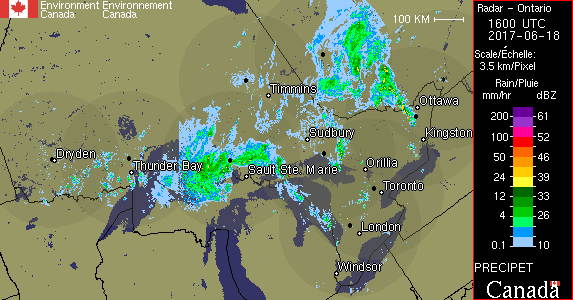 Environment Environnement
Canada Canada
100 KM
Timmins
Ottawa
Sudbury
Kingston
Dryden
Thunder Bay
Sault Ste. Marie
Orillia
Toronto
London
Windsor
Radar - Ontario
1600 UTC
2017-06-18
Scale/Échelle:
3.5 km/Pixel
Rain/Pluie
mm/hr dBZ
200 61
100 52
50 46
24 39
12 33
4 26
0.1 10
PRECIPET
Canada